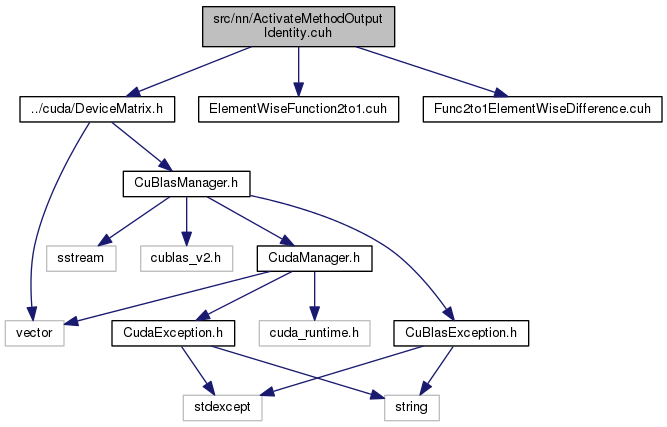 src/nn/ActivateMethodOutput
Identity.cuh
../cuda/DeviceMatrix.h
ElementWiseFunction2to1.cuh
Func2to1ElementWiseDifference.cuh
CuBlasManager.h
sstream
cublas_v2.h
CudaManager.h
vector
CudaException.h
cuda_runtime.h
CuBlasException.h
stdexcept
string